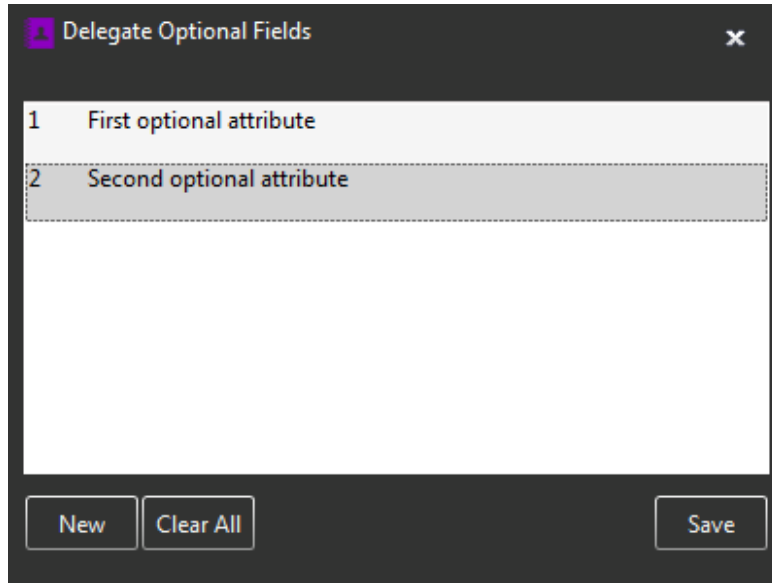 Delegate Optional Fields
1 First optional attribute
2 Second optional attribute
New Clear All Save